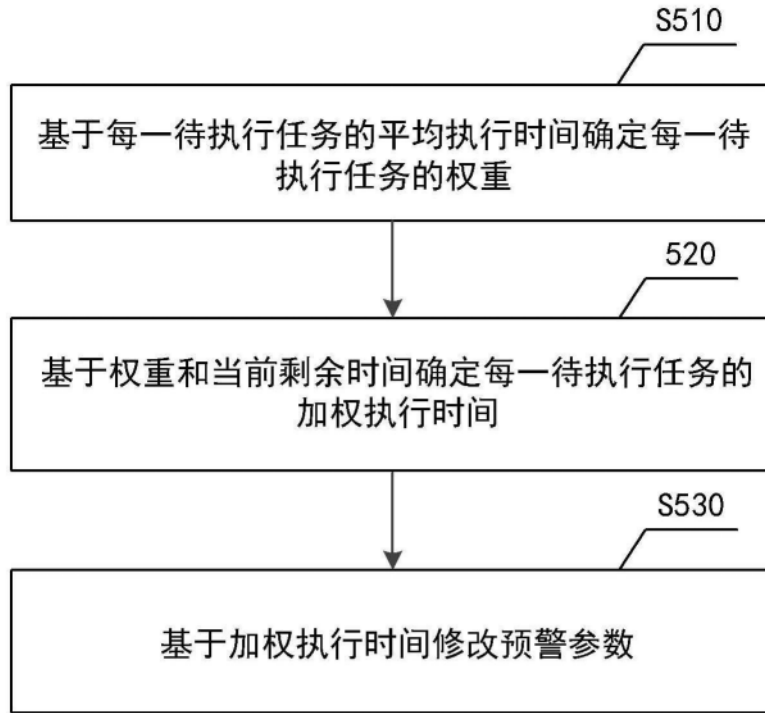 S510
基于每一待执行任务的平均执行时间确定每一待
执行任务的权重
520
基于权重和当前剩余时间确定每一待执行任务的
加权执行时间
S530
基于加权执行时间修改预警参数